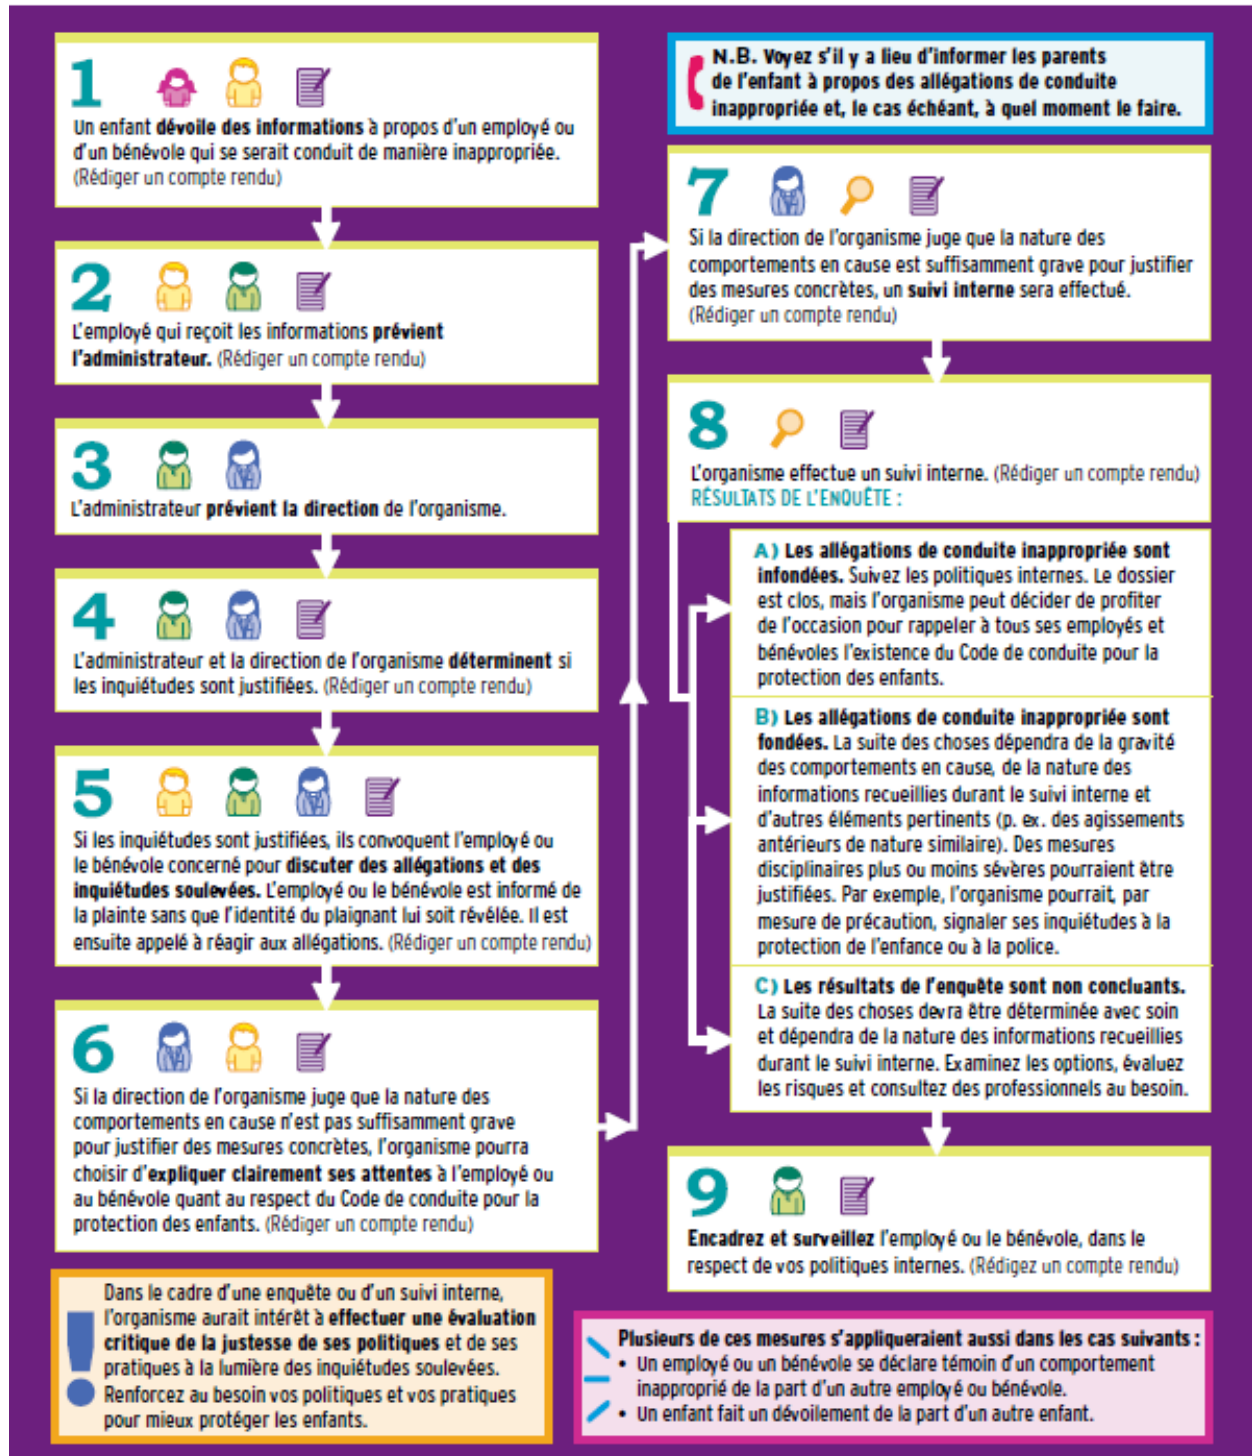 1
Un enfant dévoile des informations à propos d'un employé ou
d'un bénévole qui se serait conduit de manière inappropriée.
(Rédiger un compte rendu)
2
L'employé qui reçoit les informations prévient
l'administrateur. (Rédiger un compte rendu)
3
L'administrateur prévient la direction de l'organisme.
4
L'administrateur et la direction de l'organisme déterminent si
les inquiétudes sont justifiées. (Rédiger un compte rendu)
5
Si les inquiétudes sont justifiées, ils convoquent l'employé ou
le bénévole concerné pour discuter des allégations et des
inquiétudes soulevées. L'employé ou le bénévole est informé de
la plainte sans que l'identité du plaignant lui soit révélée. Il est
ensuite appelé à réagir aux allégations. (Rédiger un compte rendu)
6
Si la direction de l'organisme juge que la nature des
comportements en cause n'est pas suffisamment grave
pour justifier des mesures concrètes, l'organisme pourra
choisir d'expliquer clairement ses attentes à l'employé ou
au bénévole quant au respect du Code de conduite pour la
protection des enfants. (Rédiger un compte rendu)
Dans le cadre d'une enquête ou d'un suivi interne,
l'organisme aurait intérêt à effectuer une évaluation
critique de la justesse de ses politiques et de ses
pratiques à la lumière des inquiétudes soulevées.
Renforcez au besoin vos politiques et vos pratiques
pour mieux protéger les enfants.
N.B. Voyez s'il y a lieu d'informer les parents
de l'enfant à propos des allégations de conduite
inappropriée et, le cas échéant, à quel moment le faire.
7
Si la direction de l'organisme juge que la nature des
comportements en cause est suffisamment grave pour justifier
des mesures concrètes, un suivi interne sera effectué.
(Rédiger un compte rendu)
8
L'organisme effectue un suivi interne. (Rédiger un compte rendu)
RÉSULTATS DE L'ENQUÊTE :
A) Les allégations de conduite inappropriée sont
infondées. Suivez les politiques internes. Le dossier
est clos, mais l'organisme peut décider de profiter
de l'occasion pour rappeler à tous ses employés et
bénévoles l'existence du Code de conduite pour la
protection des enfants.
B) Les allégations de conduite inappropriée sont
fondées. La suite des choses dépendra de la gravité
des comportements en cause, de la nature des
informations recueillies durant le suivi interne et
d'autres éléments pertinents (p. ex. des agissements
antérieurs de nature similaire). Des mesures
disciplinaires plus ou moins sévères pourraient être
justifiées. Par exemple, l'organisme pourrait, par
mesure de précaution, signaler ses inquiétudes à la
protection de l'enfance ou à la police.
C) Les résultats de l'enquête sont non concluants.
La suite des choses devra être déterminée avec soin
et dépendra de la nature des informations recueillies
durant le suivi interne. Examinez les options, évaluez
les risques et consultez des professionnels au besoin.
9
Encadrez et surveillez l'employé ou le bénévole, dans le
respect de vos politiques internes. (Rédigez un compte rendu)
Plusieurs de ces mesures s'appliqueraient aussi dans les cas suivants :
• Un employé ou un bénévole se déclare témoin d'un comportement
inapproprié de la part d'un autre employé ou bénévole.
• Un enfant fait un dévoilement de la part d'un autre enfant.